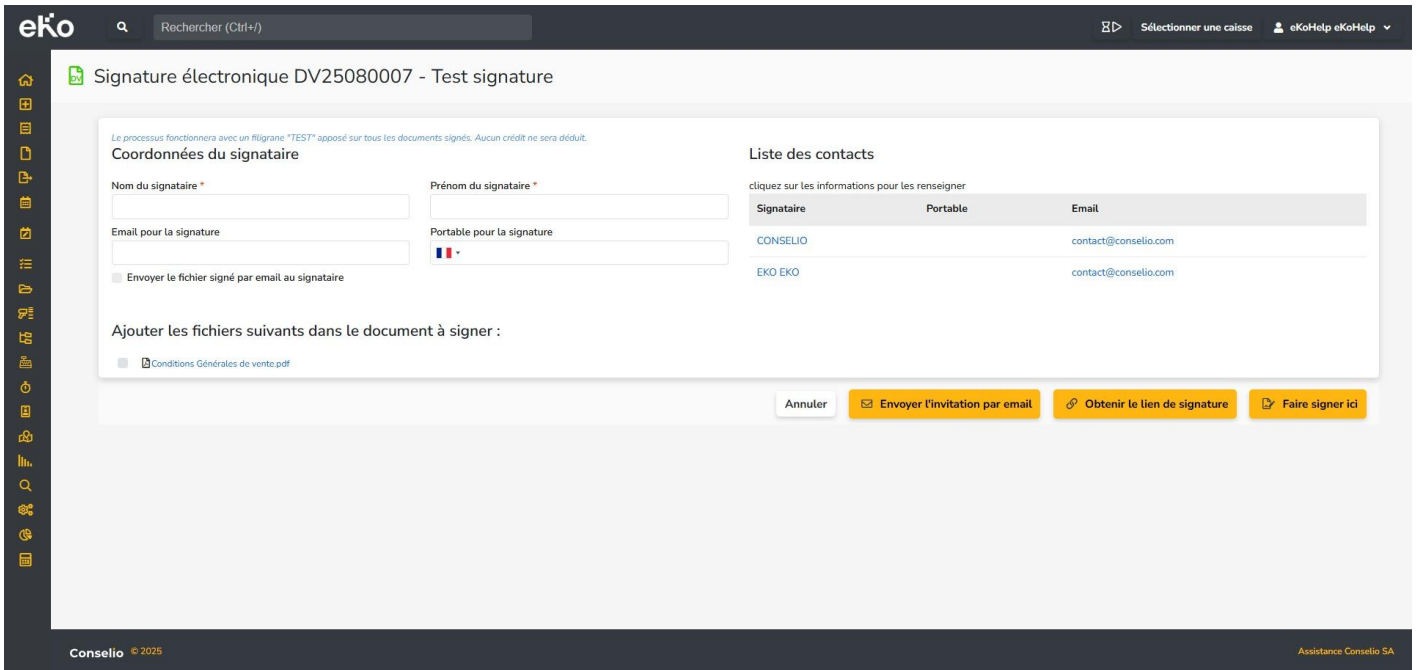 eko
Rechercher (Ctrl+/)
Sélectionner une caisse
eKoHelp eKoHelp
DV
Signature électronique DV25080007 - Test signature
Le processus fonctionnera avec un filigrane "TEST" apposé sur tous les documents signés. Aucun crédit ne sera déduit.
Coordonnées du signataire
Nom du signataire *
Prénom du signataire *
Email pour la signature
Portable pour la signature
Envoyer le fichier signé par email au signataire
Liste des contacts
cliquez sur les informations pour les renseigner
Signataire Portable Email
CONSELIO contact@conselio.com
EKO EKO contact@conselio.com
Ajouter les fichiers suivants dans le document à signer :
Conditions Générales de vente.pdf
Annuler
Envoyer l'invitation par email
Obtenir le lien de signature
Faire signer ici
Conselio © 2025
Assistance Conselio SA